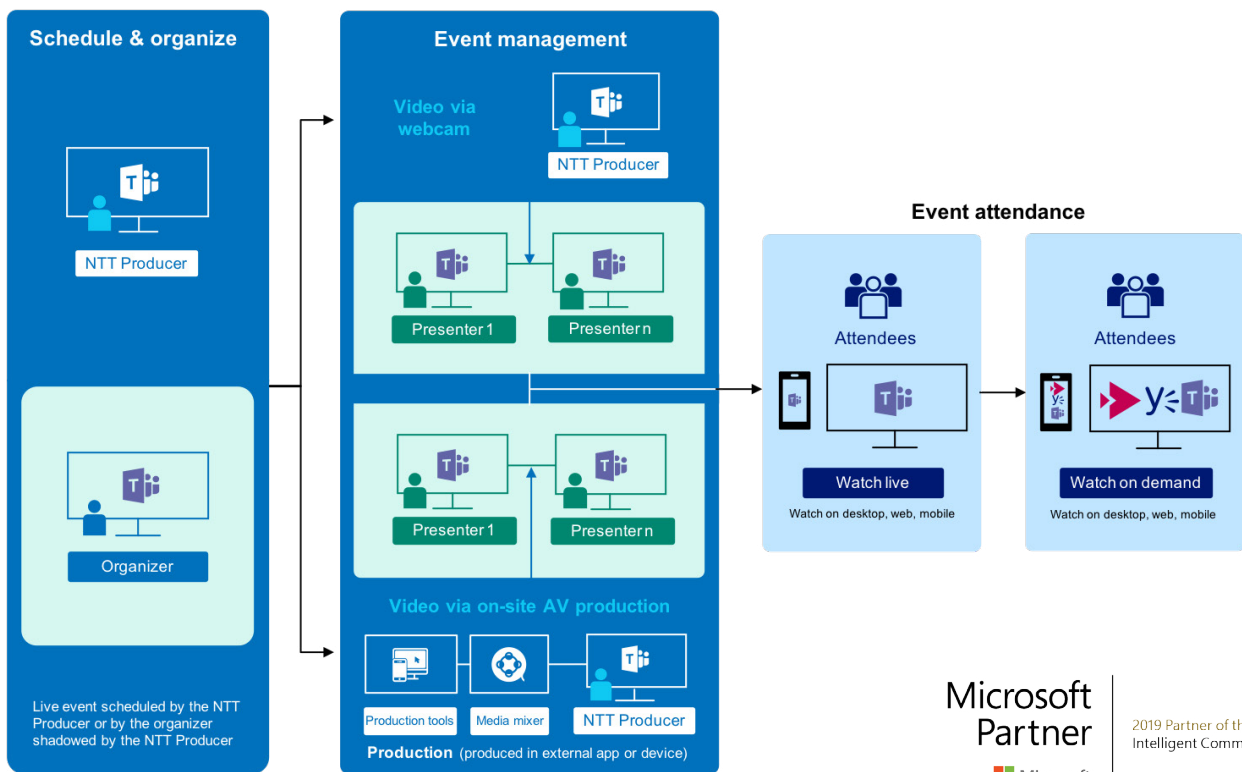 Schedule & organize
NTT Producer
Organizer
Live event scheduled by the NTT
Producer or by the organizer
shadowed by the NTT Producer
Event management
Video via
webcam
NTT Producer
Presenter 1
Presenter n
Presenter 1
Presenter n
Video via on-site AV production
Production tools
Media mixer
NTT Producer
Production (produced in external app or device)
Event attendance
Attendees
Watch live
Watch on desktop, web, mobile
Attendees
Watch on demand
Watch on desktop, web, mobile
Microsoft
Partner
2019 Partner of th
Intelligent Comm
Microsoft